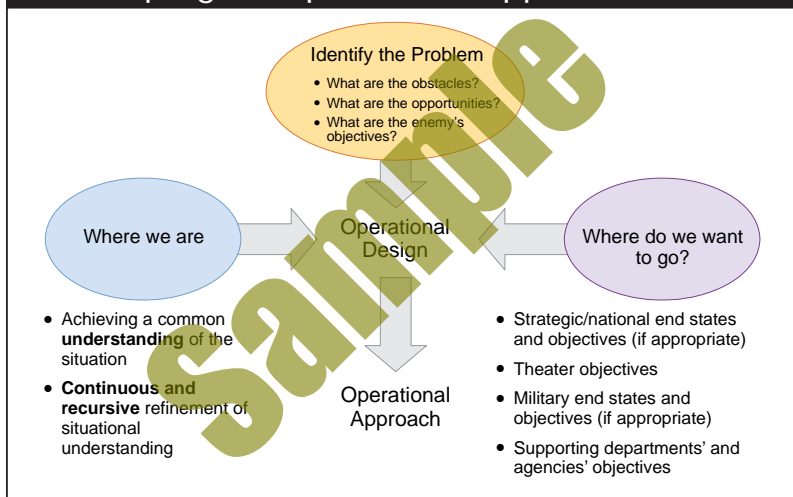 Identify the Problem
• What are the obstacles?
• What are the opportunities?
• What are the enemy's
objectives?
Where we are
Operational
Design
Where do we want
to go?
• Achieving a common
understanding of the
situation
• Continuous and
recursive refinement of
situational
understanding
Operational
Approach
• Strategic/national end states
and objectives (if appropriate)
• Theater objectives
• Military end states and
objectives (if appropriate)
• Supporting departments' and
agencies' objectives
sample